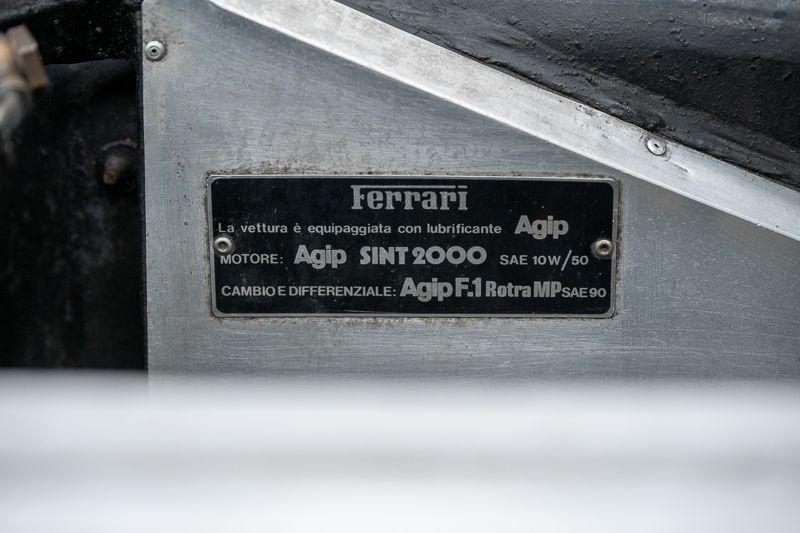 Ferrari
La vettura è equipaggiata con lubrificante Agip
MOTORE: Agip SINT 2000 SAE 10W/50
CAMBIO E DIFFERENZIALE: Agip F.1 Rotra MP SAE 90